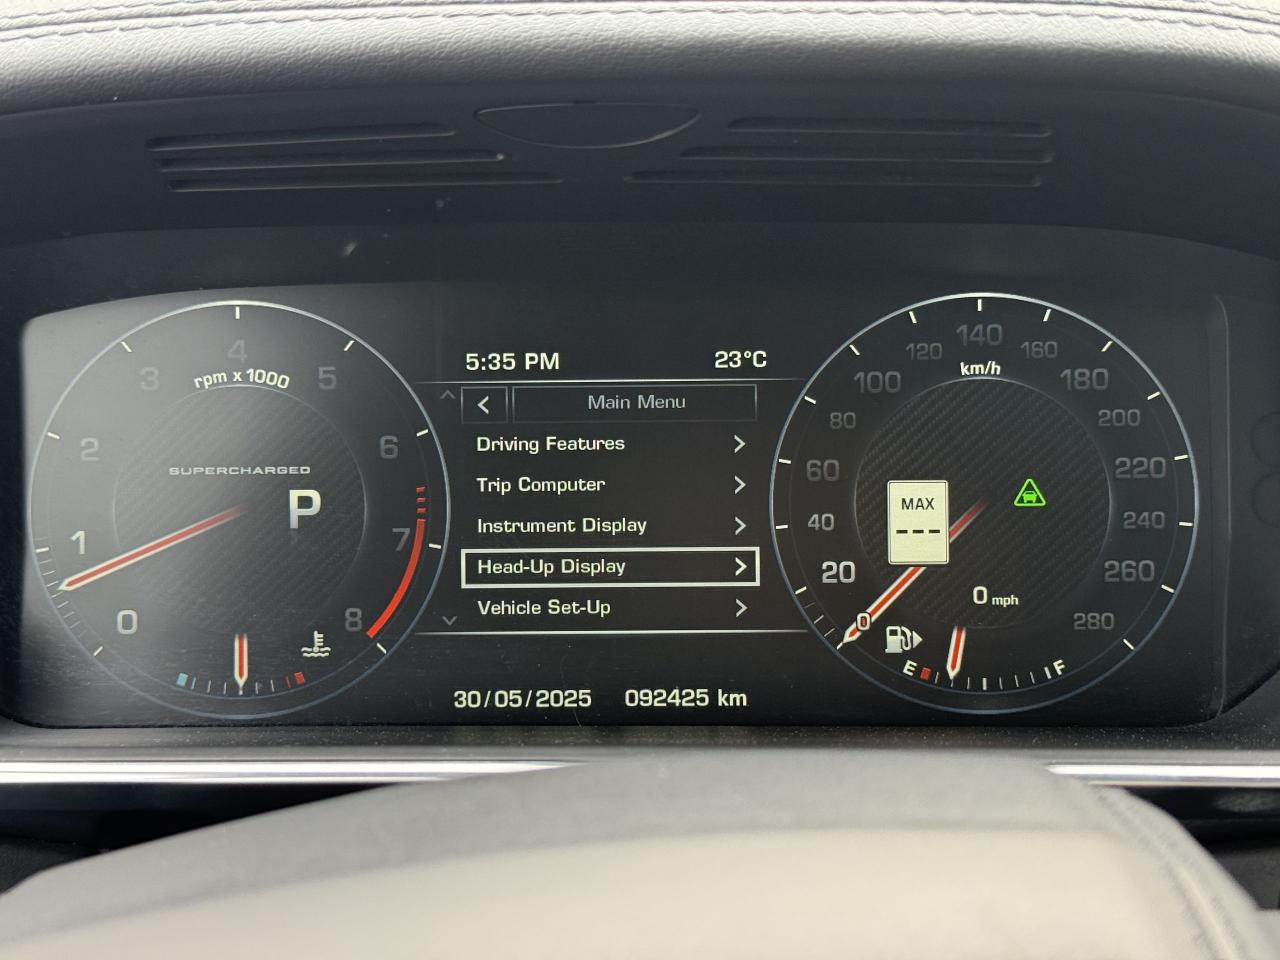 5:35 PM 23°C
Main Menu
Driving Features
Trip Computer
Instrument Display
Head-Up Display
Vehicle Set-Up
30/05/2025 092425 km
0
1
2
3
4
5
6
7
8
rpm x 1000
SUPERCHARGED
P
0
20
40
60
80
100
120
140
160
180
200
220
240
260
280
km/h
MAX
---
0 mph
E
F